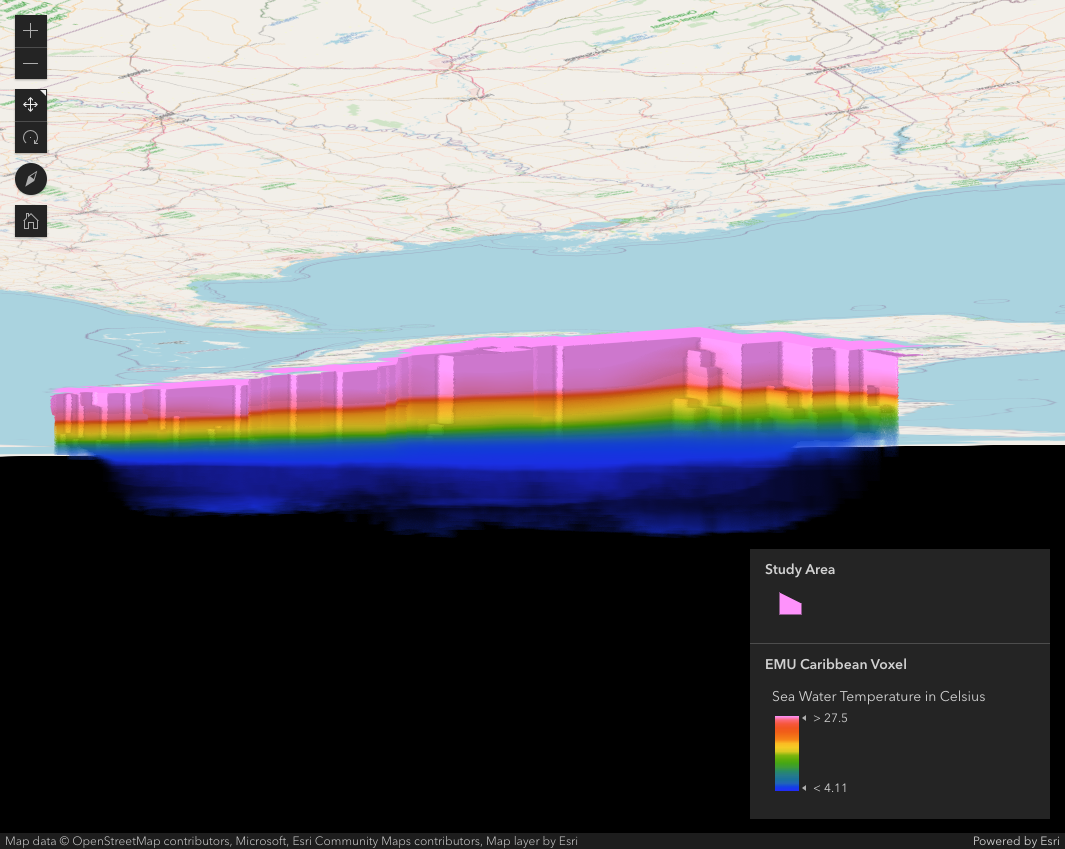 Study Area
EMU Caribbean Voxel
Sea Water Temperature in Celsius
> 27.5
< 4.11
Map data © OpenStreetMap contributors, Microsoft, Esri Community Maps contributors, Map layer by Esri
Powered by Esri